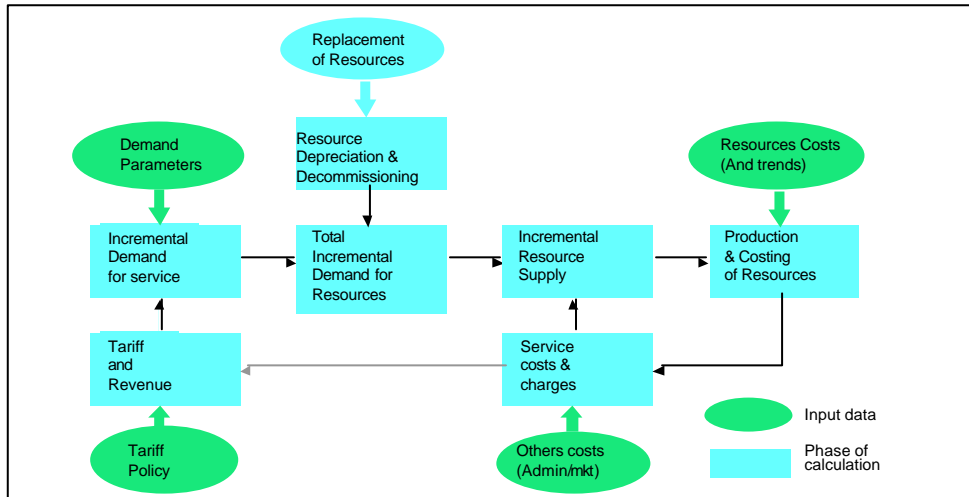 Replacement
of Resources
Demand
Parameters
Resource
Depreciation &
Decommissioning
Resources Costs
(And trends)
Incremental
Demand
for service
Total
Incremental
Demand for
Resources
Incremental
Resource
Supply
Production
& Costing
of Resources
Tariff
and
Revenue
Service
costs &
charges
Tariff
Policy
Others costs
(Admin/mkt)
Input data
Phase of
calculation